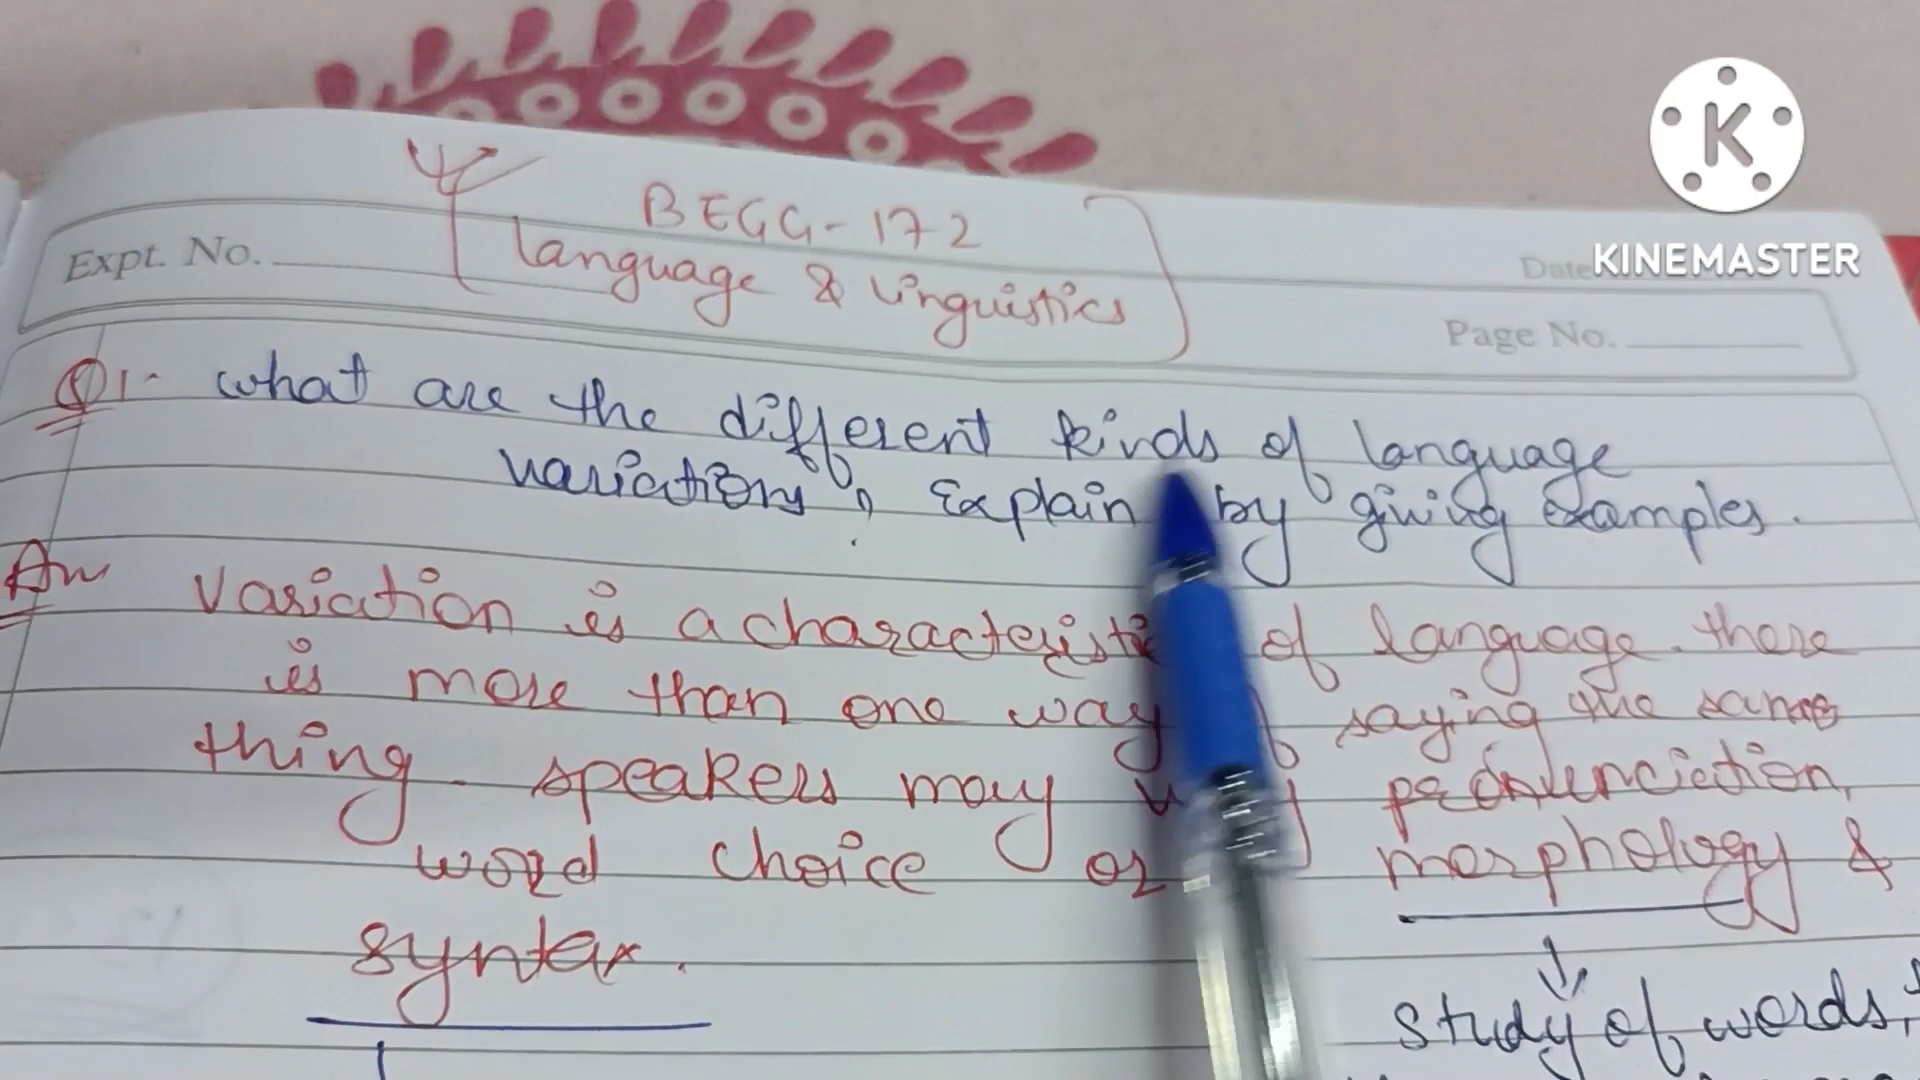 BEGG-172
Language & Linguistics
Expt. No.
Date
KINEMASTER
Page No.
Q1. What are the different kinds of language
variations? Explain by giving examples.
Ans Variation is a characteristic of language. there
is more than one way of saying the same
thing. speakers may pronunciation,
word choice or morphology &
syntax.
study of words,